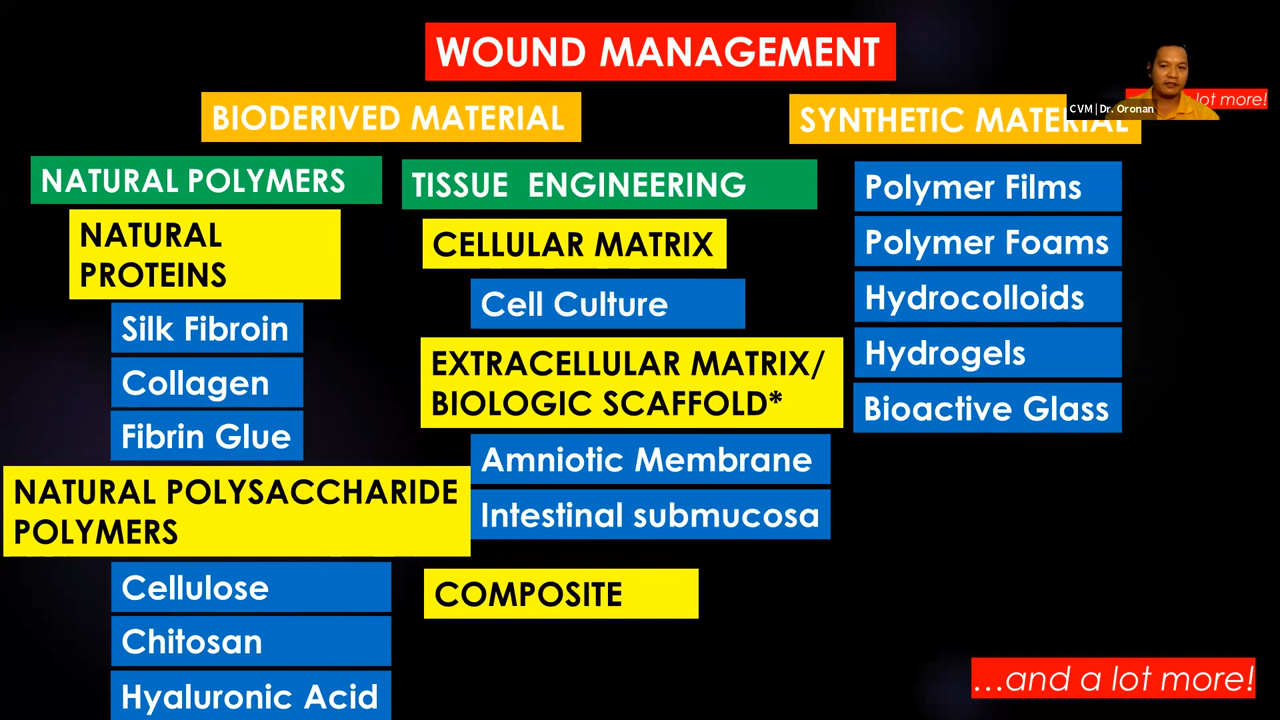 WOUND MANAGEMENT
BIODERIVED MATERIAL
SYNTHETIC MATERIAL
lot more!
CVM | Dr. Oronan
NATURAL POLYMERS
NATURAL
PROTEINS
Silk Fibroin
Collagen
Fibrin Glue
NATURAL POLYSACCHARIDE
POLYMERS
Cellulose
Chitosan
Hyaluronic Acid
TISSUE ENGINEERING
CELLULAR MATRIX
Cell Culture
EXTRACELLULAR MATRIX/
BIOLOGIC SCAFFOLD*
Amniotic Membrane
Intestinal submucosa
COMPOSITE
Polymer Films
Polymer Foams
Hydrocolloids
Hydrogels
Bioactive Glass
...and a lot more!